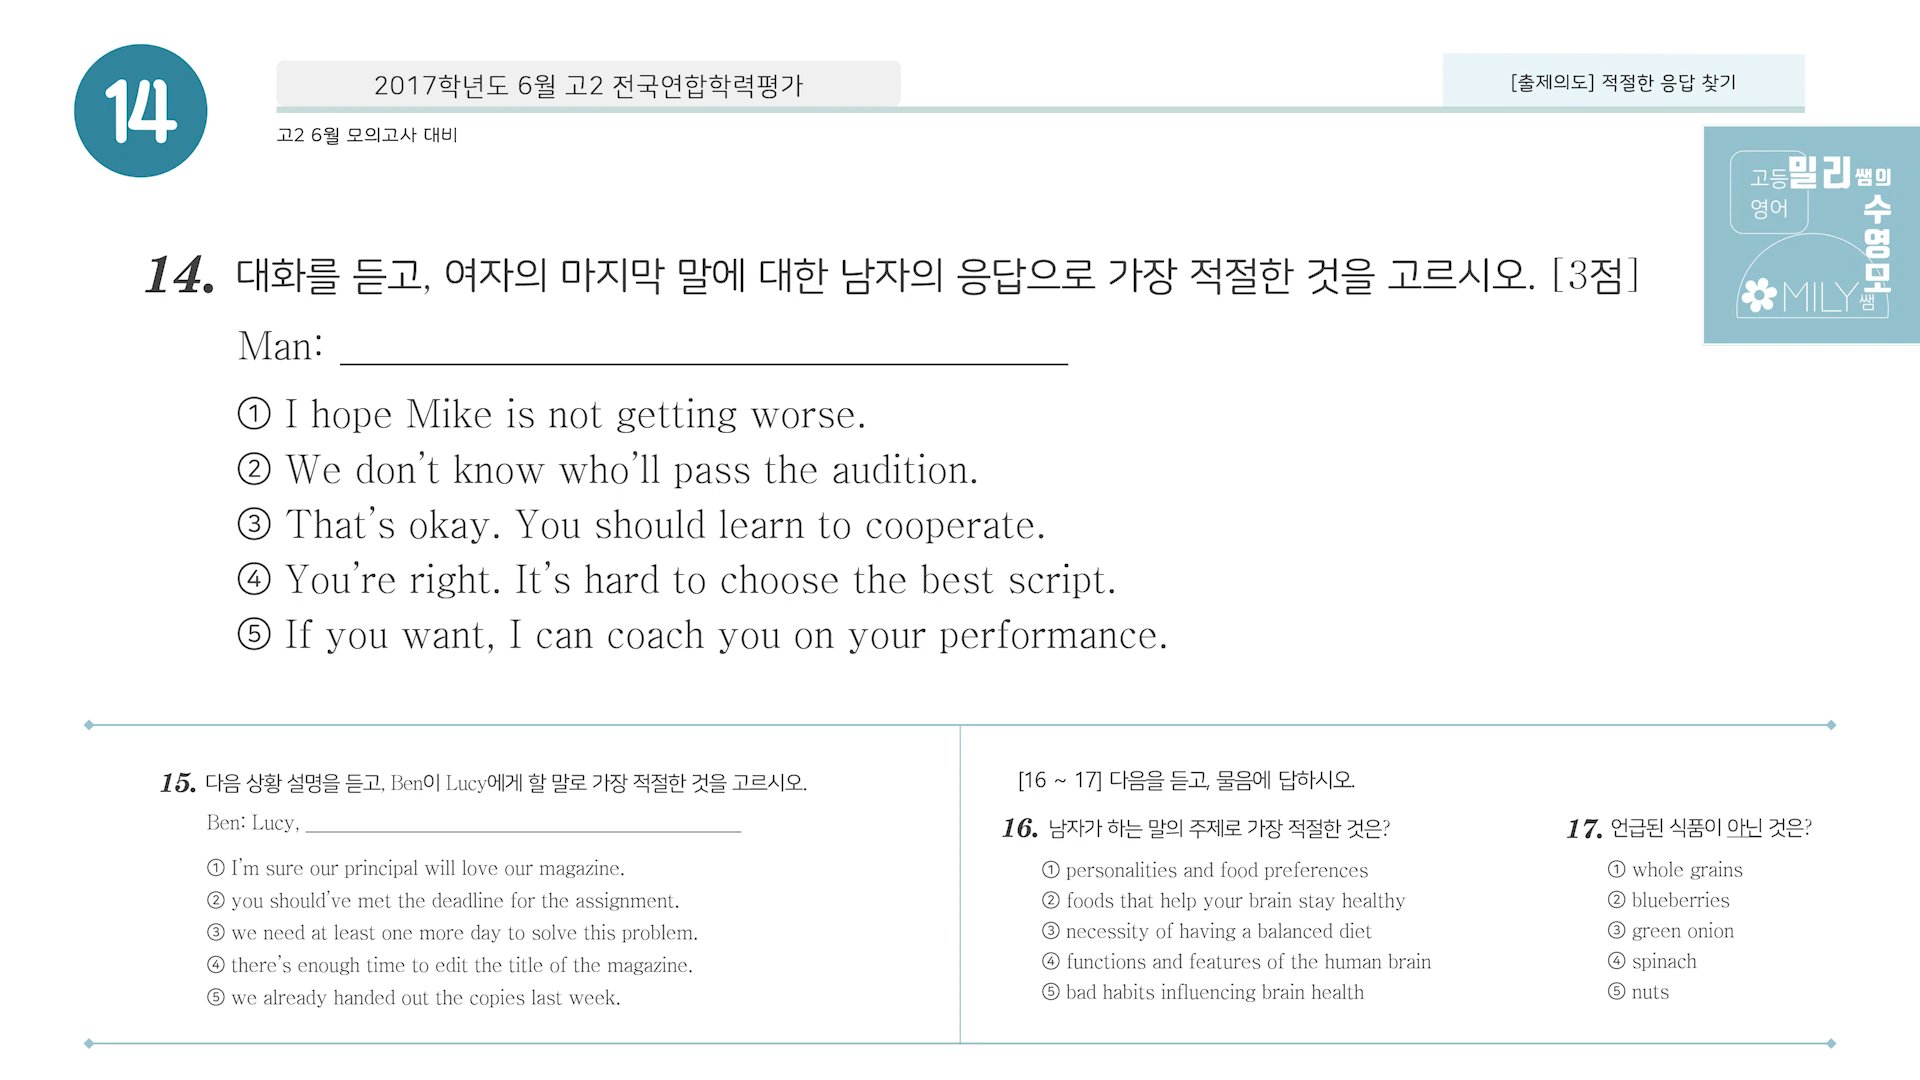 14
2017학년도 6월 고2 전국연합학력평가
[출제의도] 적절한 응답 찾기
고2 6월 모의고사 대비
고등 밀리쌤의
영어 수영모
MILY쌤
14. 대화를 듣고, 여자의 마지막 말에 대한 남자의 응답으로 가장 적절한 것을 고르시오. [3점]
Man:
① I hope Mike is not getting worse.
② We don't know who'll pass the audition.
③ That's okay. You should learn to cooperate.
④ You're right. It's hard to choose the best script.
⑤ If you want, I can coach you on your performance.
15. 다음 상황 설명을 듣고, Ben이 Lucy에게 할 말로 가장 적절한 것을 고르시오.
Ben: Lucy,
① I'm sure our principal will love our magazine.
② you should've met the deadline for the assignment.
③ we need at least one more day to solve this problem.
④ there's enough time to edit the title of the magazine.
⑤ we already handed out the copies last week.
[16 ~ 17] 다음을 듣고, 물음에 답하시오.
16. 남자가 하는 말의 주제로 가장 적절한 것은?
① personalities and food preferences
② foods that help your brain stay healthy
③ necessity of having a balanced diet
④ functions and features of the human brain
⑤ bad habits influencing brain health
17. 언급된 식품이 아닌 것은?
① whole grains
② blueberries
③ green onion
④ spinach
⑤ nuts